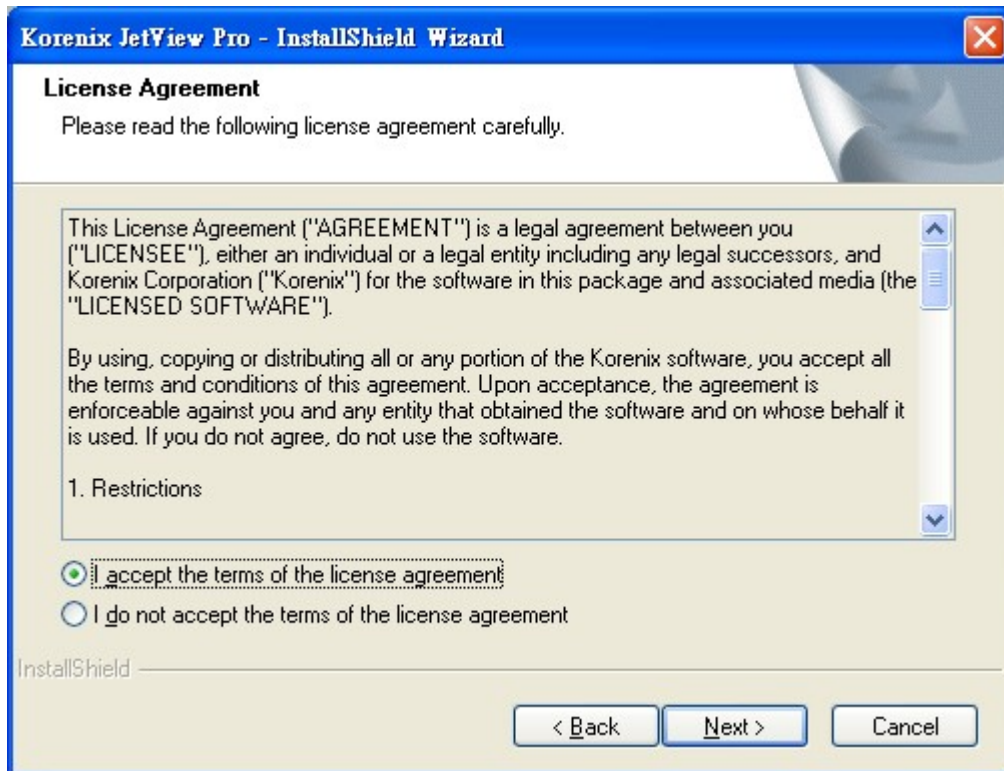 Korenix JetView Pro - InstallShield Wizard
License Agreement
Please read the following license agreement carefully.
This License Agreement ("AGREEMENT") is a legal agreement between you
("LICENSEE"), either an individual or a legal entity including any legal successors, and
Korenix Corporation ("Korenix") for the software in this package and associated media (the
"LICENSED SOFTWARE").
By using, copying or distributing all or any portion of the Korenix software, you accept all
the terms and conditions of this agreement. Upon acceptance, the agreement is
enforceable against you and any entity that obtained the software and on whose behalf it
is used. If you do not agree, do not use the software.
1. Restrictions
I accept the terms of the license agreement
I do not accept the terms of the license agreement
InstallShield
< Back Next > Cancel